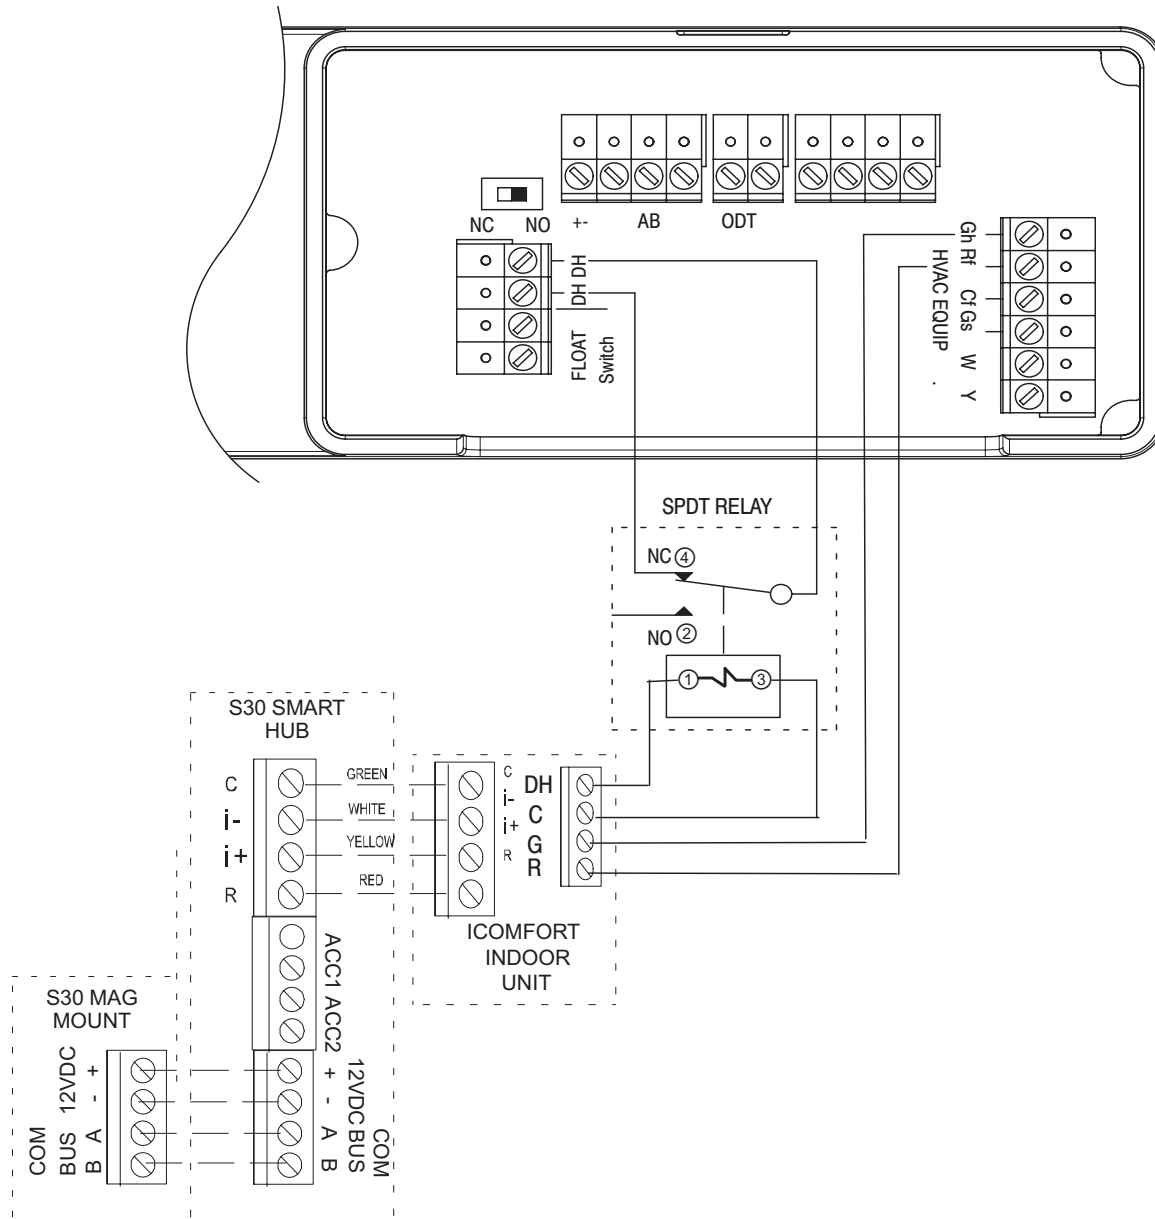 NC NO +- AB ODT
DH DH
FLOAT
Switch
Gh Rf Cf Gs W Y
HVAC EQUIP .
SPDT RELAY
NC 4
NO 2
1 3
S30 SMART
HUB
C GREEN C DH
i- WHITE i- C
i+ YELLOW i+ G
R RED R R
ICOMFORT
INDOOR
UNIT
ACC1 ACC2
S30 MAG
MOUNT
12VDC + -
COM
BUS A B
+ - A B
12VDC BUS
COM